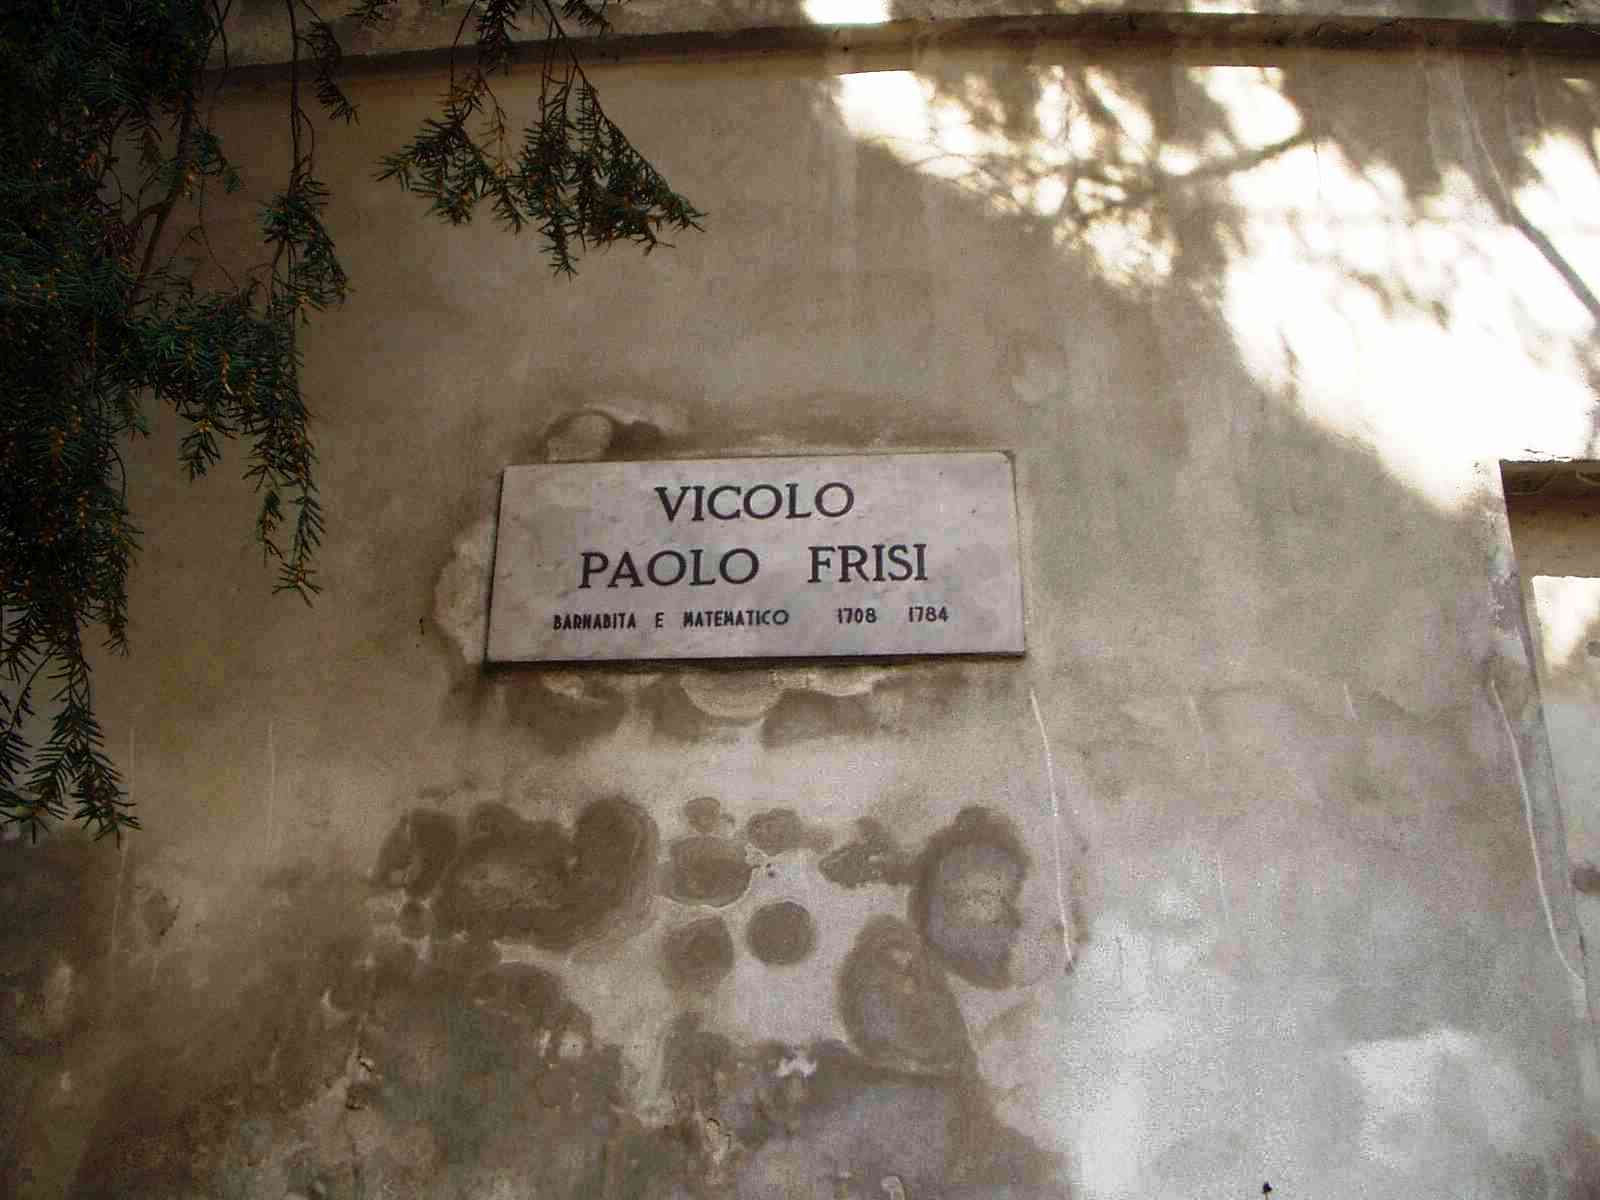 VICOLO
PAOLO FRISI
BARNABITA E MATEMATICO 1708 1784